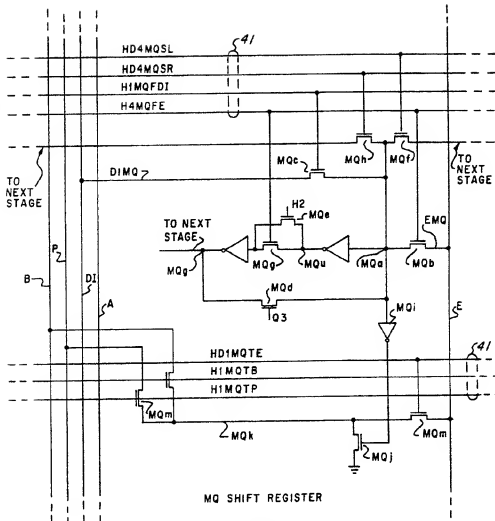 41
HD4MQSL
HD4MQSR
H1MQFDI
H4MQFE
MQh
MQf
TO NEXT STAGE
TO NEXT STAGE
MQc
DIMQ
H2
MQe
EMQ
TO NEXT STAGE
MQg
MQg
MQu
MQa
MQb
P
B
DI
A
MQd
Q3
MQi
E
HD1MQTE
41
H1MQTB
H1MQTP
MQm
MQm
MQk
MQj
MQ SHIFT REGISTER